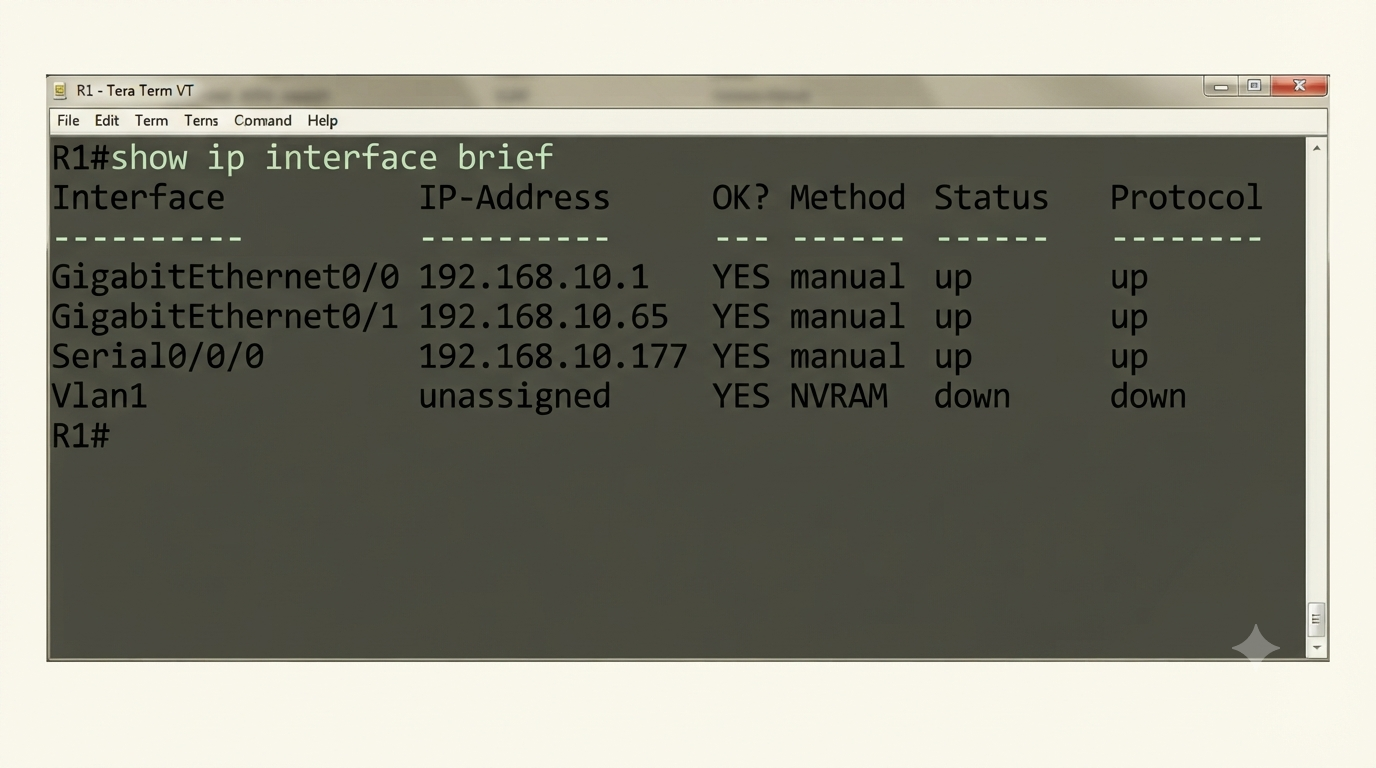 R1 - Tera Term VT
File Edit Term Terns Comiand Help
R1#show ip interface brief
Interface IP-Address OK? Method Status Protocol
---------- ---------- --- ------ ------ --------
GigabitEthernet0/0 192.168.10.1 YES manual up up
GigabitEthernet0/1 192.168.10.65 YES manual up up
Serial0/0/0 192.168.10.177 YES manual up up
Vlan1 unassigned YES NVRAM down down
R1#